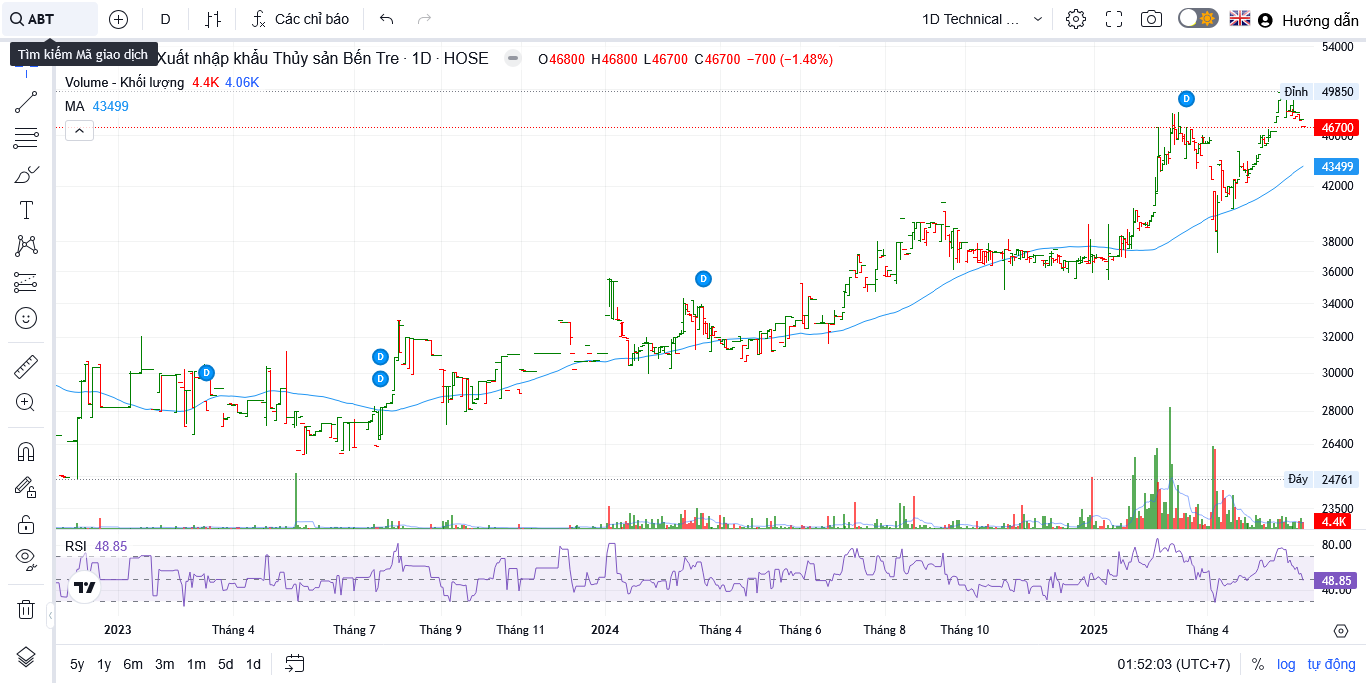 ABT
D
Các chỉ báo
1D Technical ...
Hướng dẫn
Tìm kiếm Mã giao dịch
Xuất nhập khẩu Thủy sản Bến Tre · 1D · HOSE
O46800 H46800 L46700 C46700 −700 (−1.48%)
Volume - Khối lượng 4.4K 4.06K
MA 43499
54000
Đỉnh 49850
46700
43499
42000
38000
36000
34000
32000
30000
28000
26400
Đáy 24761
23500
4.4K
D
D
D
D
D
RSI 48.85
80.00
48.85
40.00
2023
Tháng 4
Tháng 7
Tháng 9
Tháng 11
2024
Tháng 4
Tháng 6
Tháng 8
Tháng 10
2025
Tháng 4
5y 1y 6m 3m 1m 5d 1d
01:52:03 (UTC+7)
% log tự động